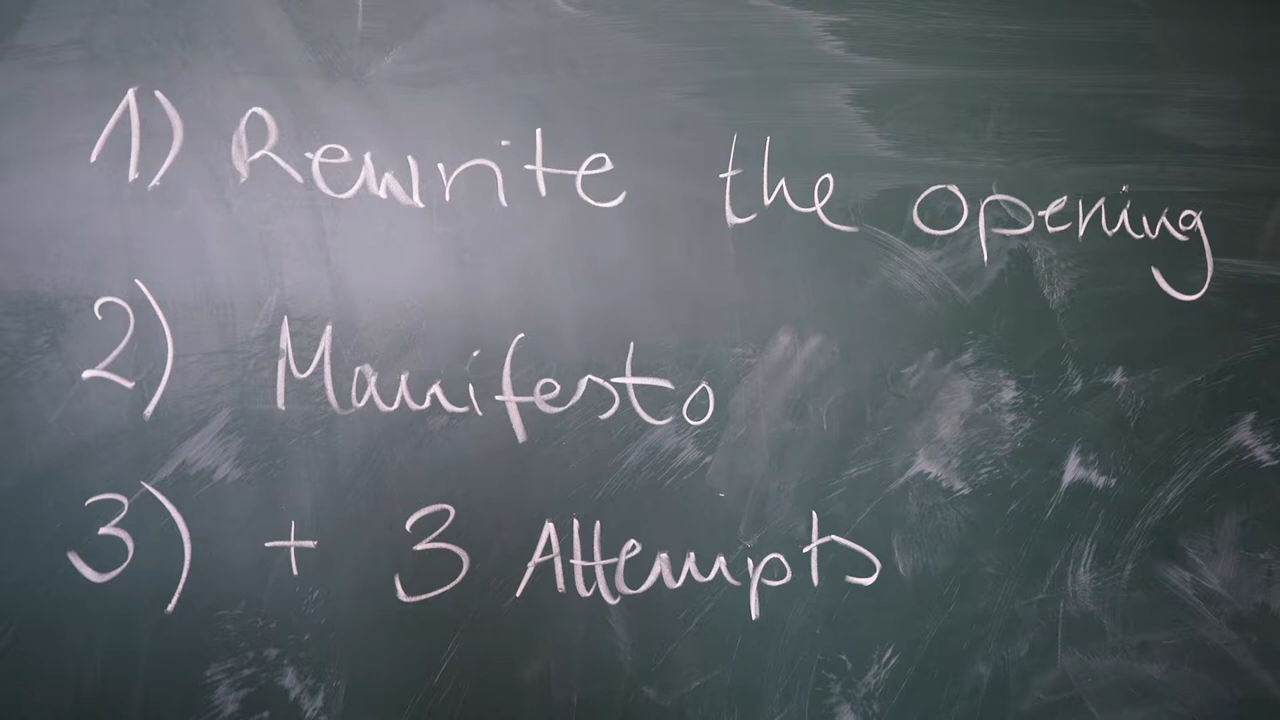 1) Rewrite the opening
2) Manifesto
3) + 3 Attempts